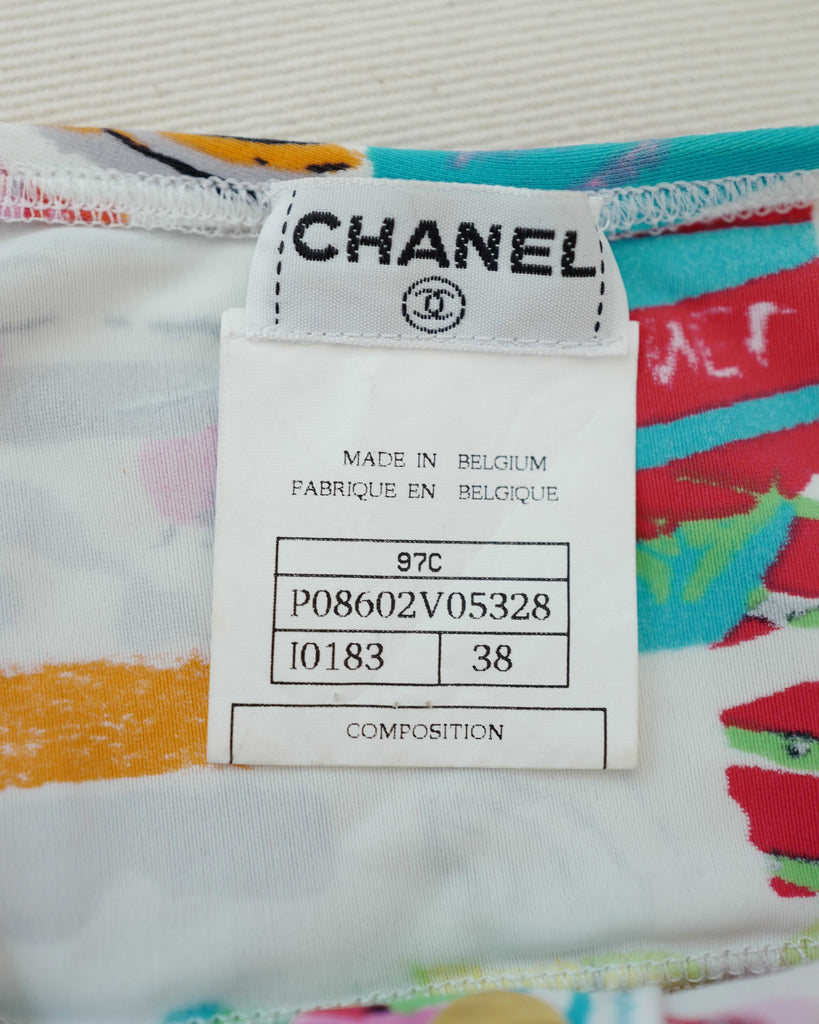 CHANEL
MADE IN BELGIUM
FABRIQUE EN BELGIQUE
97C
P08602V05328
I0183 38
COMPOSITION